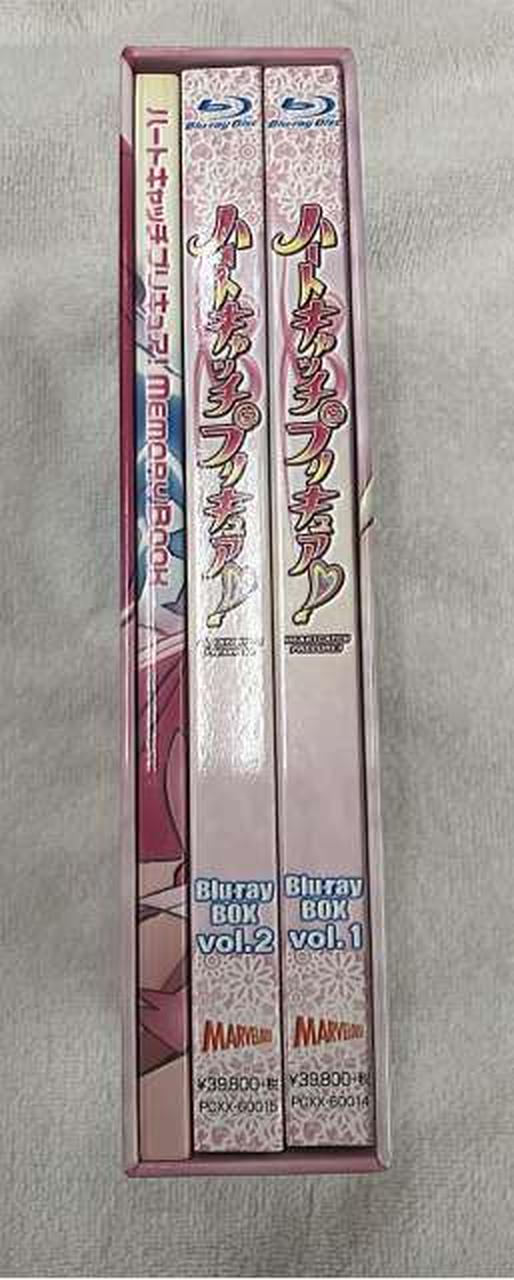 ハートキャッチプリキュア! MEMORY BOOK
Blu-ray Disc
ハートキャッチプリキュア!
Blu-ray
BOX
vol.2
MARVELOUS
¥39,800+税
PCXX-60015
Blu-ray Disc
ハートキャッチプリキュア!
HEARTCATCH
PRECURE!
Blu-ray
BOX
vol.1
MARVELOUS
¥39,800+税
PCXX-60014